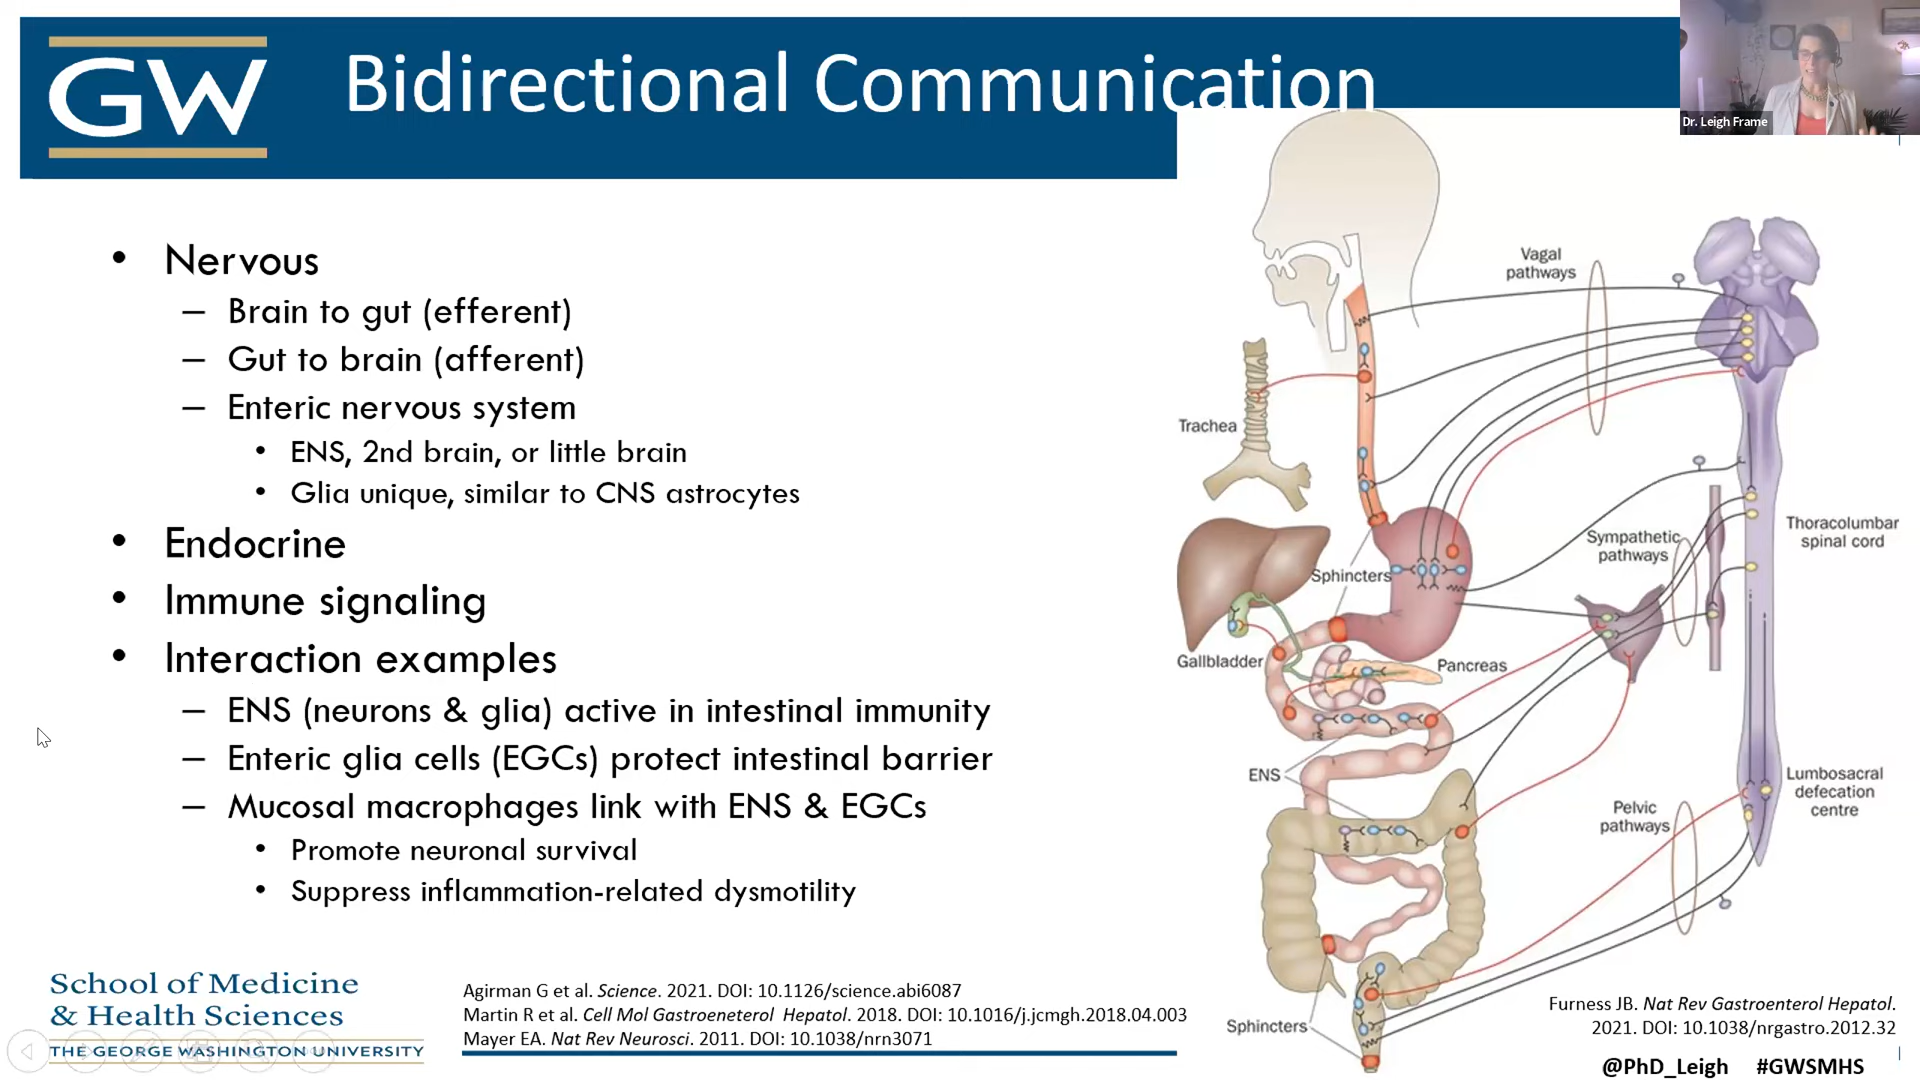 GW
Bidirectional Communication
Dr. Leigh Frame
• Nervous
– Brain to gut (efferent)
– Gut to brain (afferent)
– Enteric nervous system
• ENS, 2nd brain, or little brain
• Glia unique, similar to CNS astrocytes
• Endocrine
• Immune signaling
• Interaction examples
– ENS (neurons & glia) active in intestinal immunity
– Enteric glia cells (EGCs) protect intestinal barrier
– Mucosal macrophages link with ENS & EGCs
• Promote neuronal survival
• Suppress inflammation-related dysmotility
Vagal
pathways
Trachea
Sphincters
Sympathetic
pathways
Thoracolumbar
spinal cord
Gallbladder
Pancreas
ENS
Pelvic
pathways
Lumbosacral
defecation
centre
Sphincters
School of Medicine
& Health Sciences
THE GEORGE WASHINGTON UNIVERSITY
Agirman G et al. Science. 2021. DOI: 10.1126/science.abi6087
Martin R et al. Cell Mol Gastroeneterol Hepatol. 2018. DOI: 10.1016/j.jcmgh.2018.04.003
Mayer EA. Nat Rev Neurosci. 2011. DOI: 10.1038/nrn3071
Furness JB. Nat Rev Gastroenterol Hepatol.
2021. DOI: 10.1038/nrgastro.2012.32
@PhD_Leigh #GWSMHS